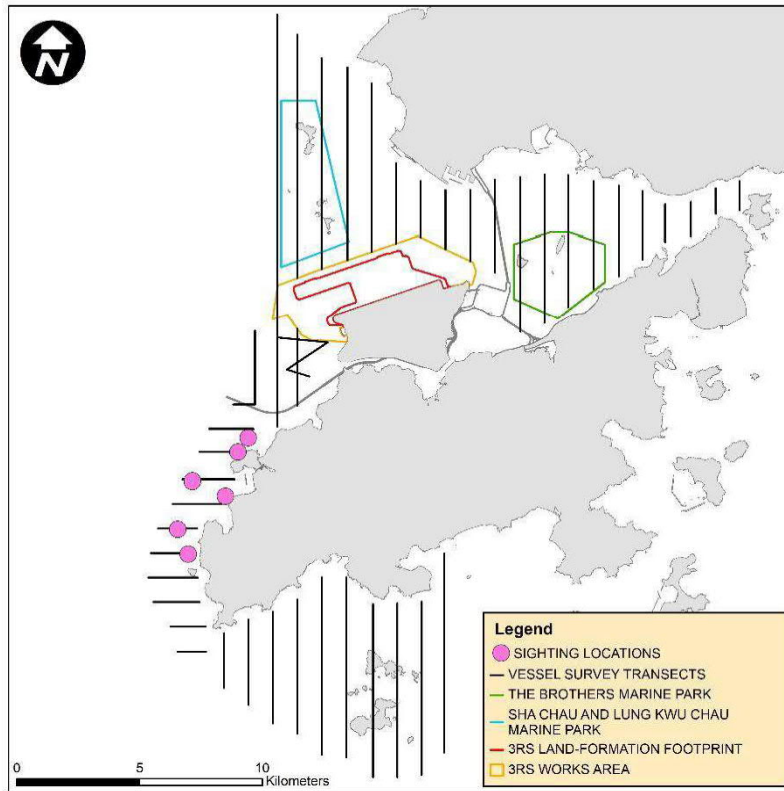 N
Legend
SIGHTING LOCATIONS
VESSEL SURVEY TRANSECTS
THE BROTHERS MARINE PARK
SHA CHAU AND LUNG KWU CHAU
MARINE PARK
3RS LAND-FORMATION FOOTPRINT
3RS WORKS AREA
0 5 10
Kilometers